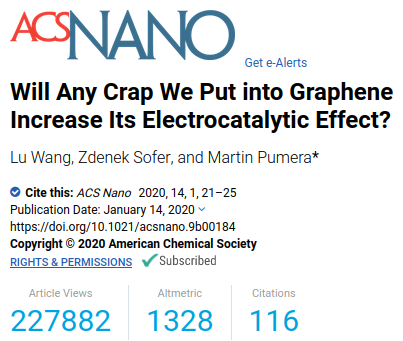 ACS NANO
Get e-Alerts
Will Any Crap We Put into Graphene
Increase Its Electrocatalytic Effect?
Lu Wang, Zdenek Sofer, and Martin Pumera*
Cite this: ACS Nano 2020, 14, 1, 21–25
Publication Date: January 14, 2020
https://doi.org/10.1021/acsnano.9b00184
Copyright © 2020 American Chemical Society
RIGHTS & PERMISSIONS Subscribed
Article Views Altmetric Citations
227882 1328 116